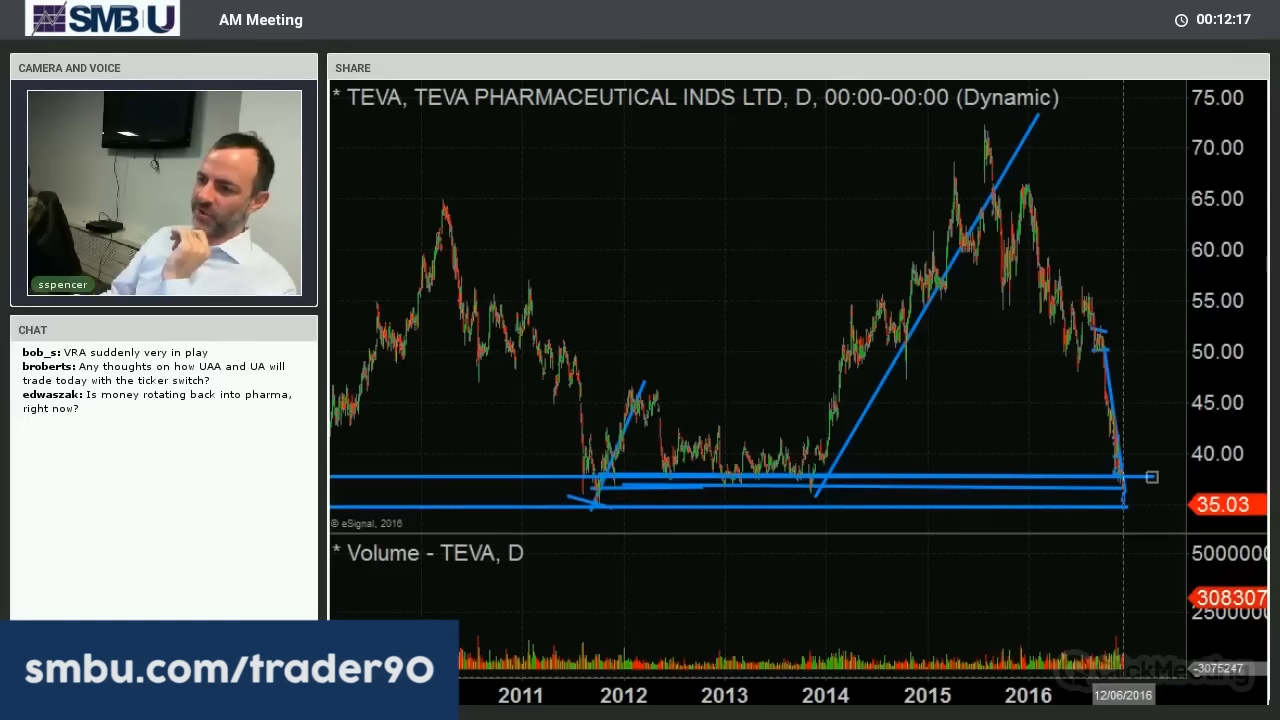 SMB U
AM Meeting
00:12:17
CAMERA AND VOICE
SHARE
sspencer
CHAT
bob_s: VRA suddenly very in play
broberts: Any thoughts on how UAA and UA will
trade today with the ticker switch?
edwaszak: Is money rotating back into pharma,
right now?
* TEVA, TEVA PHARMACEUTICAL INDS LTD, D, 00:00-00:00 (Dynamic)
75.00
70.00
65.00
60.00
55.00
50.00
45.00
40.00
35.03
© eSignal, 2016
* Volume - TEVA, D
5000000
308307
2500000
-3075247
2011
2012
2013
2014
2015
2016
12/06/2016
smbu.com/trader90